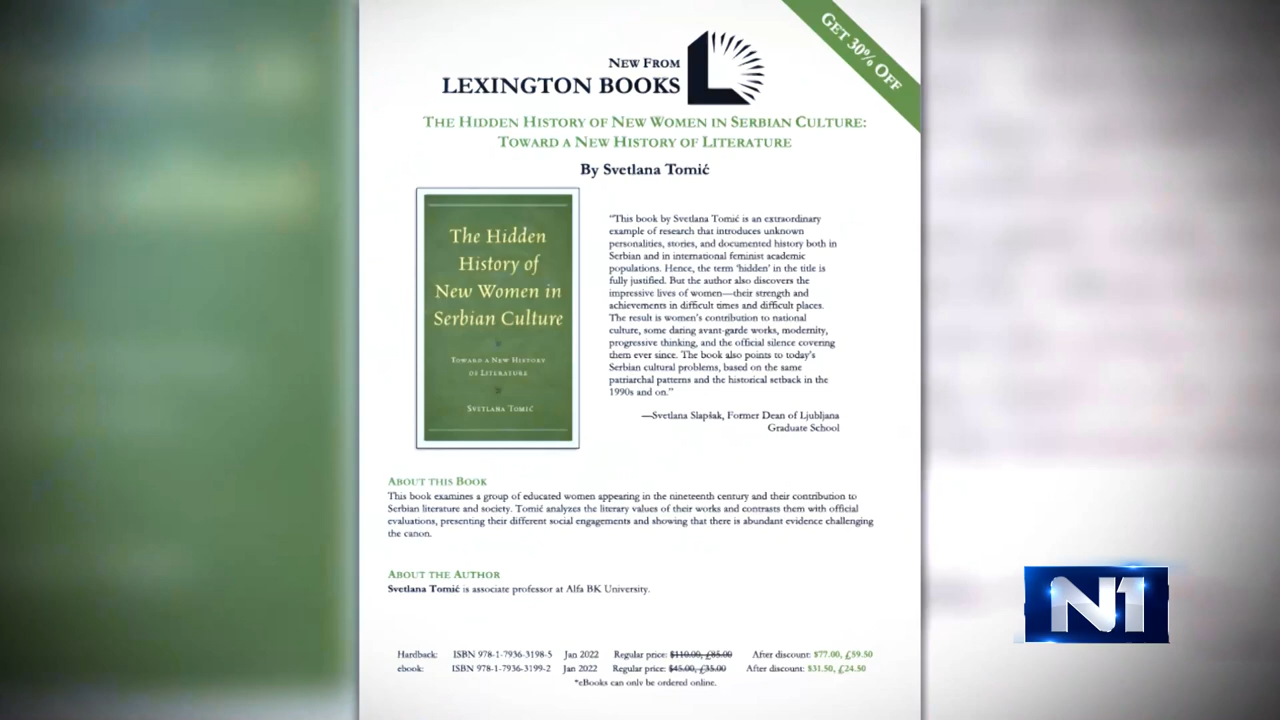 GET 30% OFF
NEW FROM
LEXINGTON BOOKS
THE HIDDEN HISTORY OF NEW WOMEN IN SERBIAN CULTURE:
TOWARD A NEW HISTORY OF LITERATURE
By Svetlana Tomić
The Hidden
History of
New Women in
Serbian Culture
TOWARD A NEW HISTORY
OF LITERATURE
SVETLANA TOMIĆ
"This book by Svetlana Tomić is an extraordinary
example of research that introduces unknown
personalities, stories, and documented history both in
Serbian and in international feminist academic
populations. Hence, the term 'hidden' in the title is
fully justified. But the author also discovers the
impressive lives of women—their strength and
achievements in difficult times and difficult places.
The result is women's contribution to national
culture, some daring avant-garde works, modernity,
progressive thinking, and the official silence covering
them ever since. The book also points to today's
Serbian cultural problems, based on the same
patriarchal patterns and the historical setback in the
1990s and on."
—Svetlana Slapšak, Former Dean of Ljubljana
Graduate School
ABOUT THIS BOOK
This book examines a group of educated women appearing in the nineteenth century and their contribution to
Serbian literature and society. Tomić analyzes the literary values of their works and contrasts them with official
evaluations, presenting their different social engagements and showing that there is abundant evidence challenging
the canon.
ABOUT THE AUTHOR
Svetlana Tomić is associate professor at Alfa BK University.
Hardback: ISBN 978-1-7936-3198-5 Jan 2022 Regular price: $110.00, £85.00 After discount: $77.00, £59.50
ebook: ISBN 978-1-7936-3199-2 Jan 2022 Regular price: $45.00, £35.00 After discount: $31.50, £24.50
*eBooks can only be ordered online.
N1